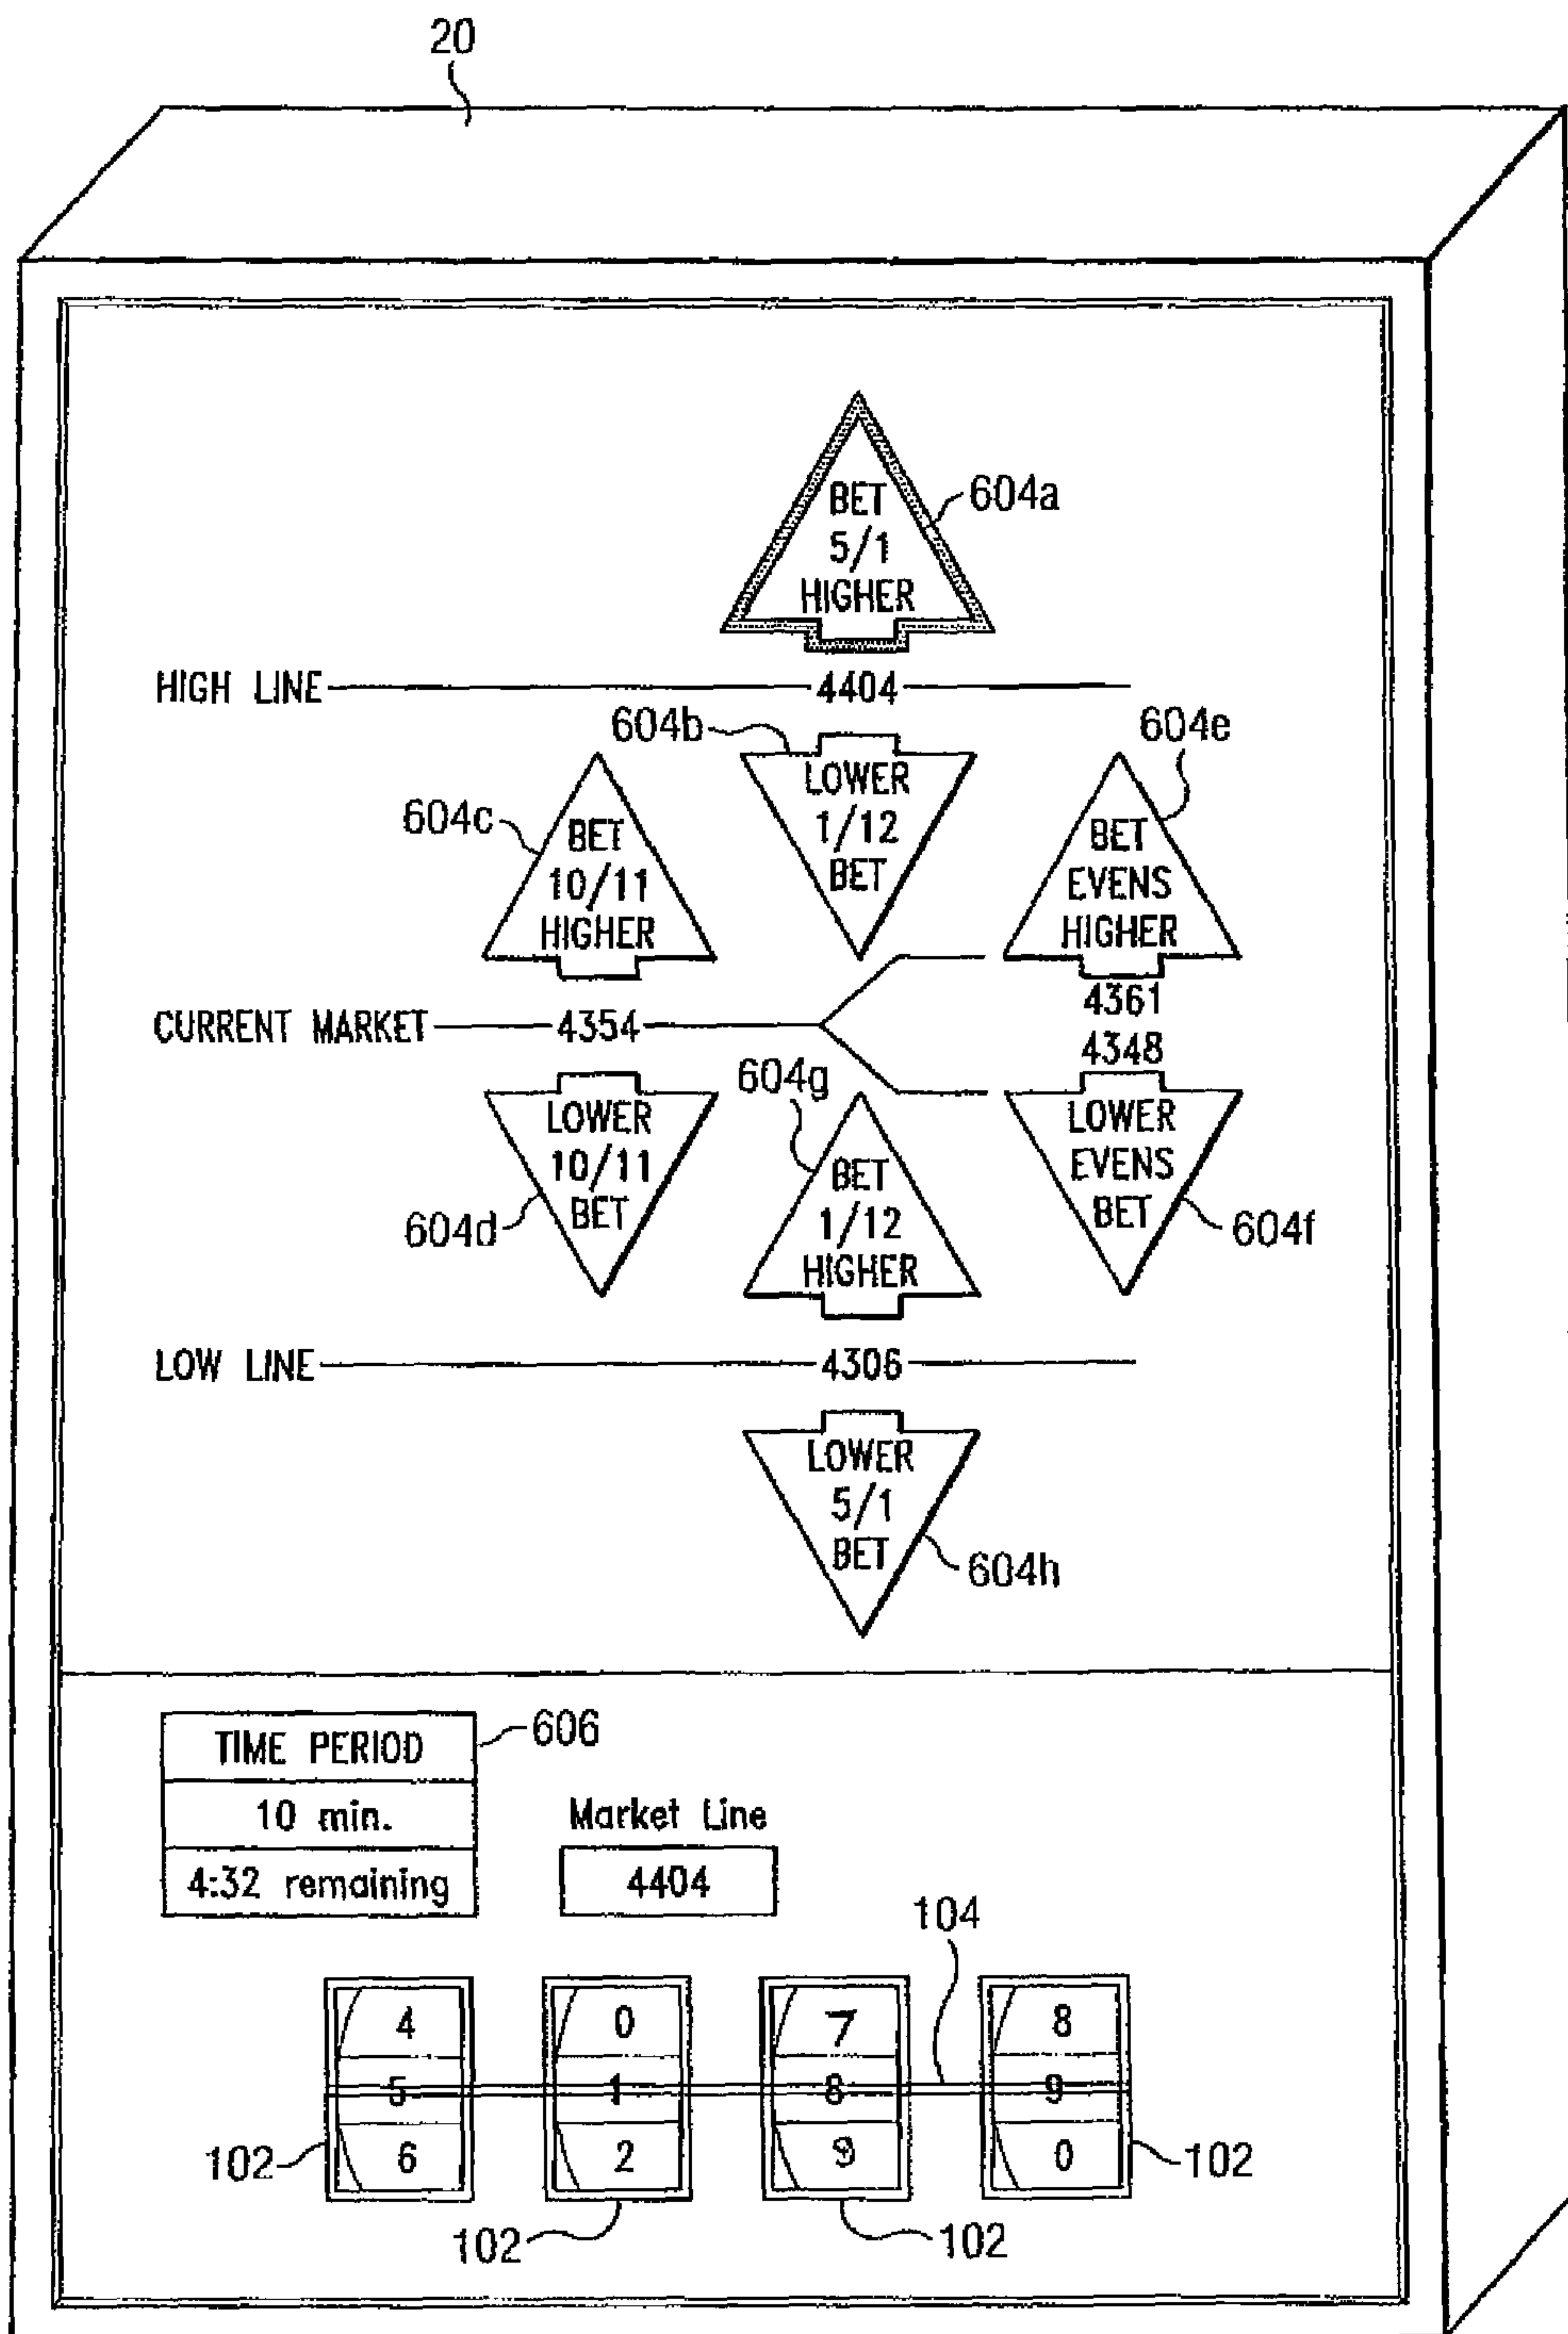 20
BET
5/1
HIGHER
604a
HIGH LINE 4404
604b
604e
604c
LOWER
1/12
BET
BET
10/11
HIGHER
BET
EVENS
HIGHER
4361
CURRENT MARKET 4354
4348
604g
LOWER
10/11
BET
LOWER
EVENS
BET
604d
BET
1/12
HIGHER
604f
LOW LINE 4306
LOWER
5/1
BET
604h
TIME PERIOD
606
10 min.
Market Line
4:32 remaining
4404
104
4 0 7 8
5 1 8 9
6 2 9 0
102
102
102
102